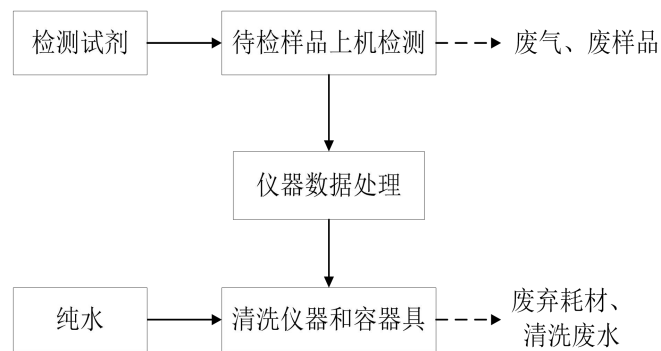 检测试剂
待检样品上机检测
废气、废样品
仪器数据处理
纯水
清洗仪器和容器具
废弃耗材、
清洗废水